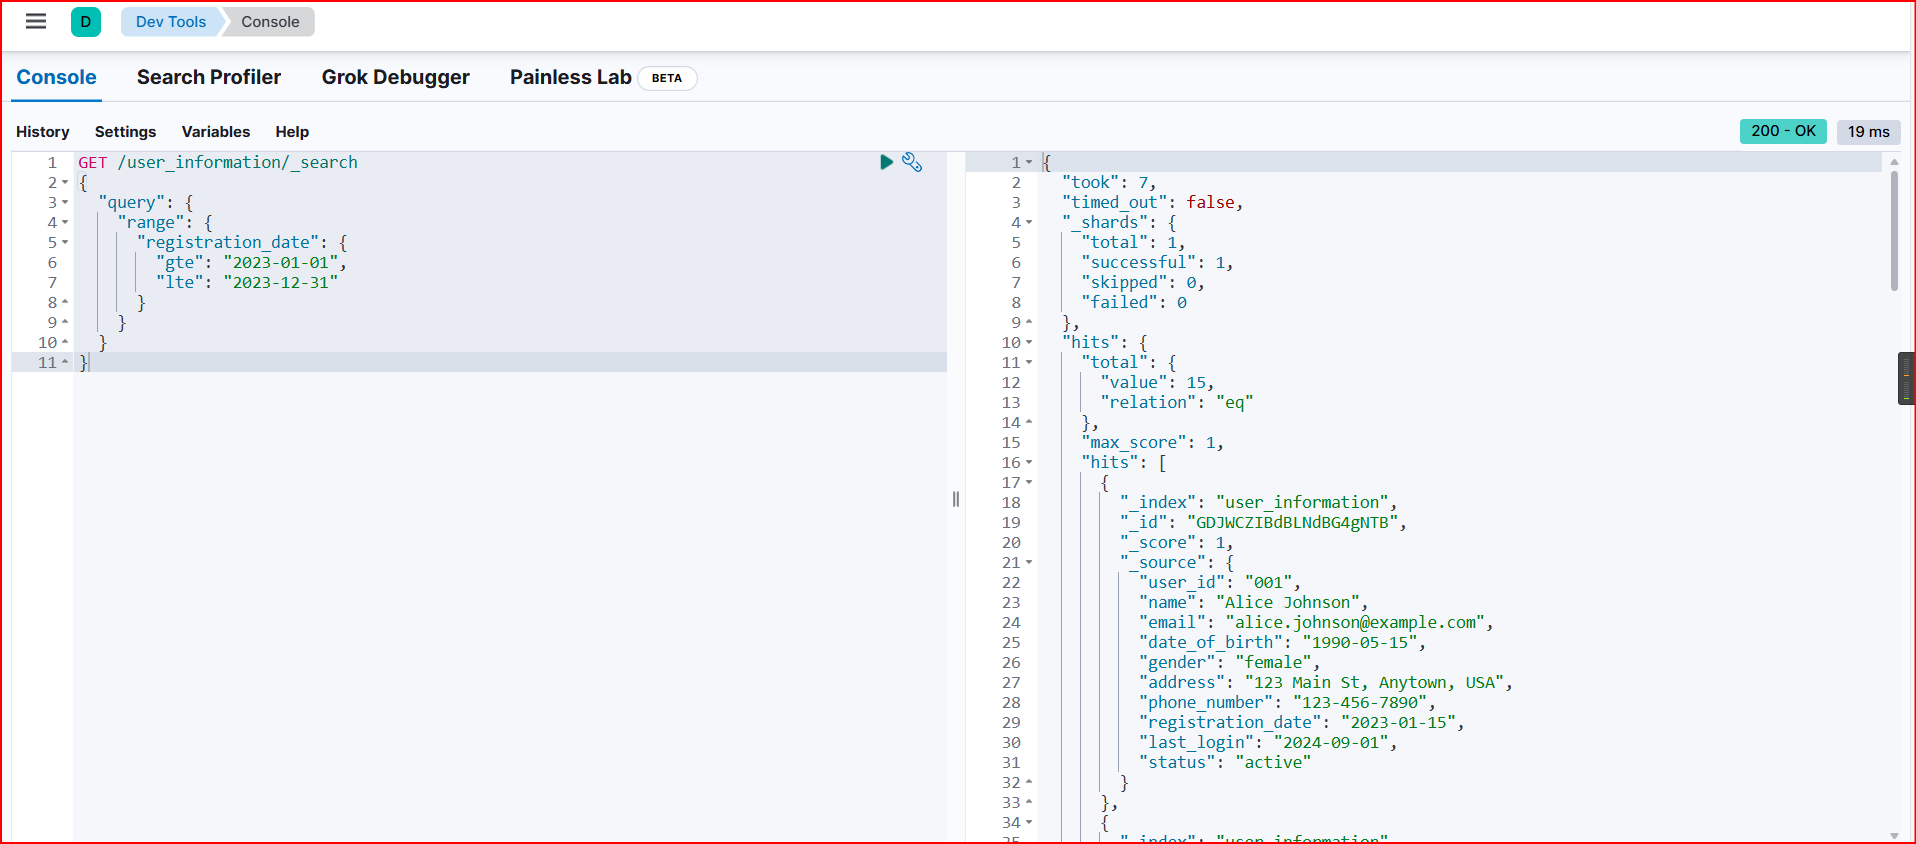 D Dev Tools Console
Console Search Profiler Grok Debugger Painless Lab BETA
History Settings Variables Help 200 - OK 19 ms
1 GET /user_information/_search
2 {
3 "query": {
4 "range": {
5 "registration_date": {
6 "gte": "2023-01-01",
7 "lte": "2023-12-31"
8 }
9 }
10 }
11 }
1 {
2 "took": 7,
3 "timed_out": false,
4 "_shards": {
5 "total": 1,
6 "successful": 1,
7 "skipped": 0,
8 "failed": 0
9 },
10 "hits": {
11 "total": {
12 "value": 15,
13 "relation": "eq"
14 },
15 "max_score": 1,
16 "hits": [
17 {
18 "_index": "user_information",
19 "_id": "GDJWCZIBdBLNdBG4gNTB",
20 "_score": 1,
21 "_source": {
22 "user_id": "001",
23 "name": "Alice Johnson",
24 "email": "alice.johnson@example.com",
25 "date_of_birth": "1990-05-15",
26 "gender": "female",
27 "address": "123 Main St, Anytown, USA",
28 "phone_number": "123-456-7890",
29 "registration_date": "2023-01-15",
30 "last_login": "2024-09-01",
31 "status": "active"
32 }
33 },
34 {
35 "_index": "user_information"